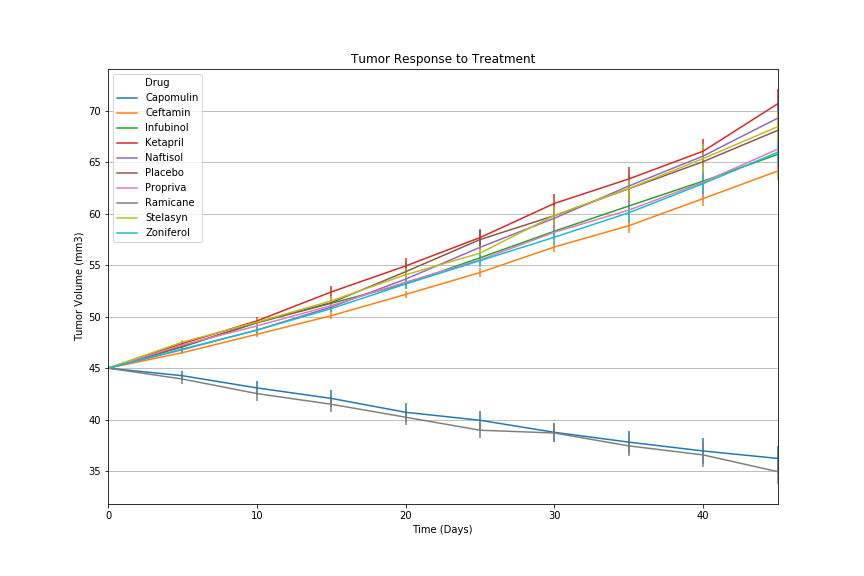 Tumor Response to Treatment
Drug
Capomulin
Ceftamin
Infubinol
Ketapril
Naftisol
Placebo
Propriva
Ramicane
Stelasyn
Zoniferol
Tumor Volume (mm3)
70
65
60
55
50
45
40
35
0 10 20 30 40
Time (Days)